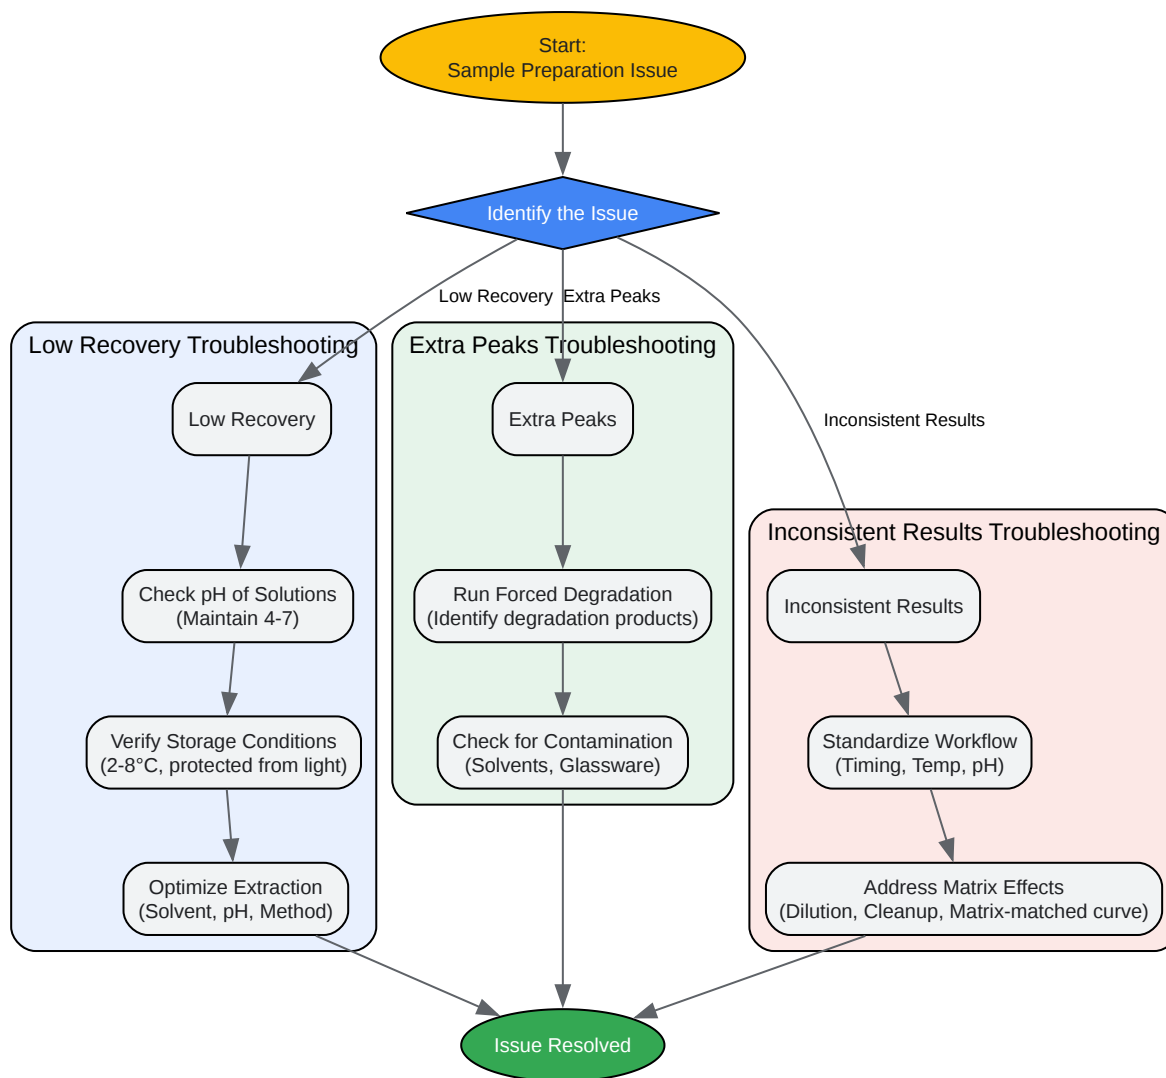 Start:
Sample Preparation Issue
Identify the Issue
Low Recovery
Extra Peaks
Inconsistent Results
Low Recovery Troubleshooting
Low Recovery
Check pH of Solutions
(Maintain 4-7)
Verify Storage Conditions
(2-8°C, protected from light)
Optimize Extraction
(Solvent, pH, Method)
Extra Peaks Troubleshooting
Extra Peaks
Run Forced Degradation
(Identify degradation products)
Check for Contamination
(Solvents, Glassware)
Inconsistent Results Troubleshooting
Inconsistent Results
Standardize Workflow
(Timing, Temp, pH)
Address Matrix Effects
(Dilution, Cleanup, Matrix-matched curve)
Issue Resolved